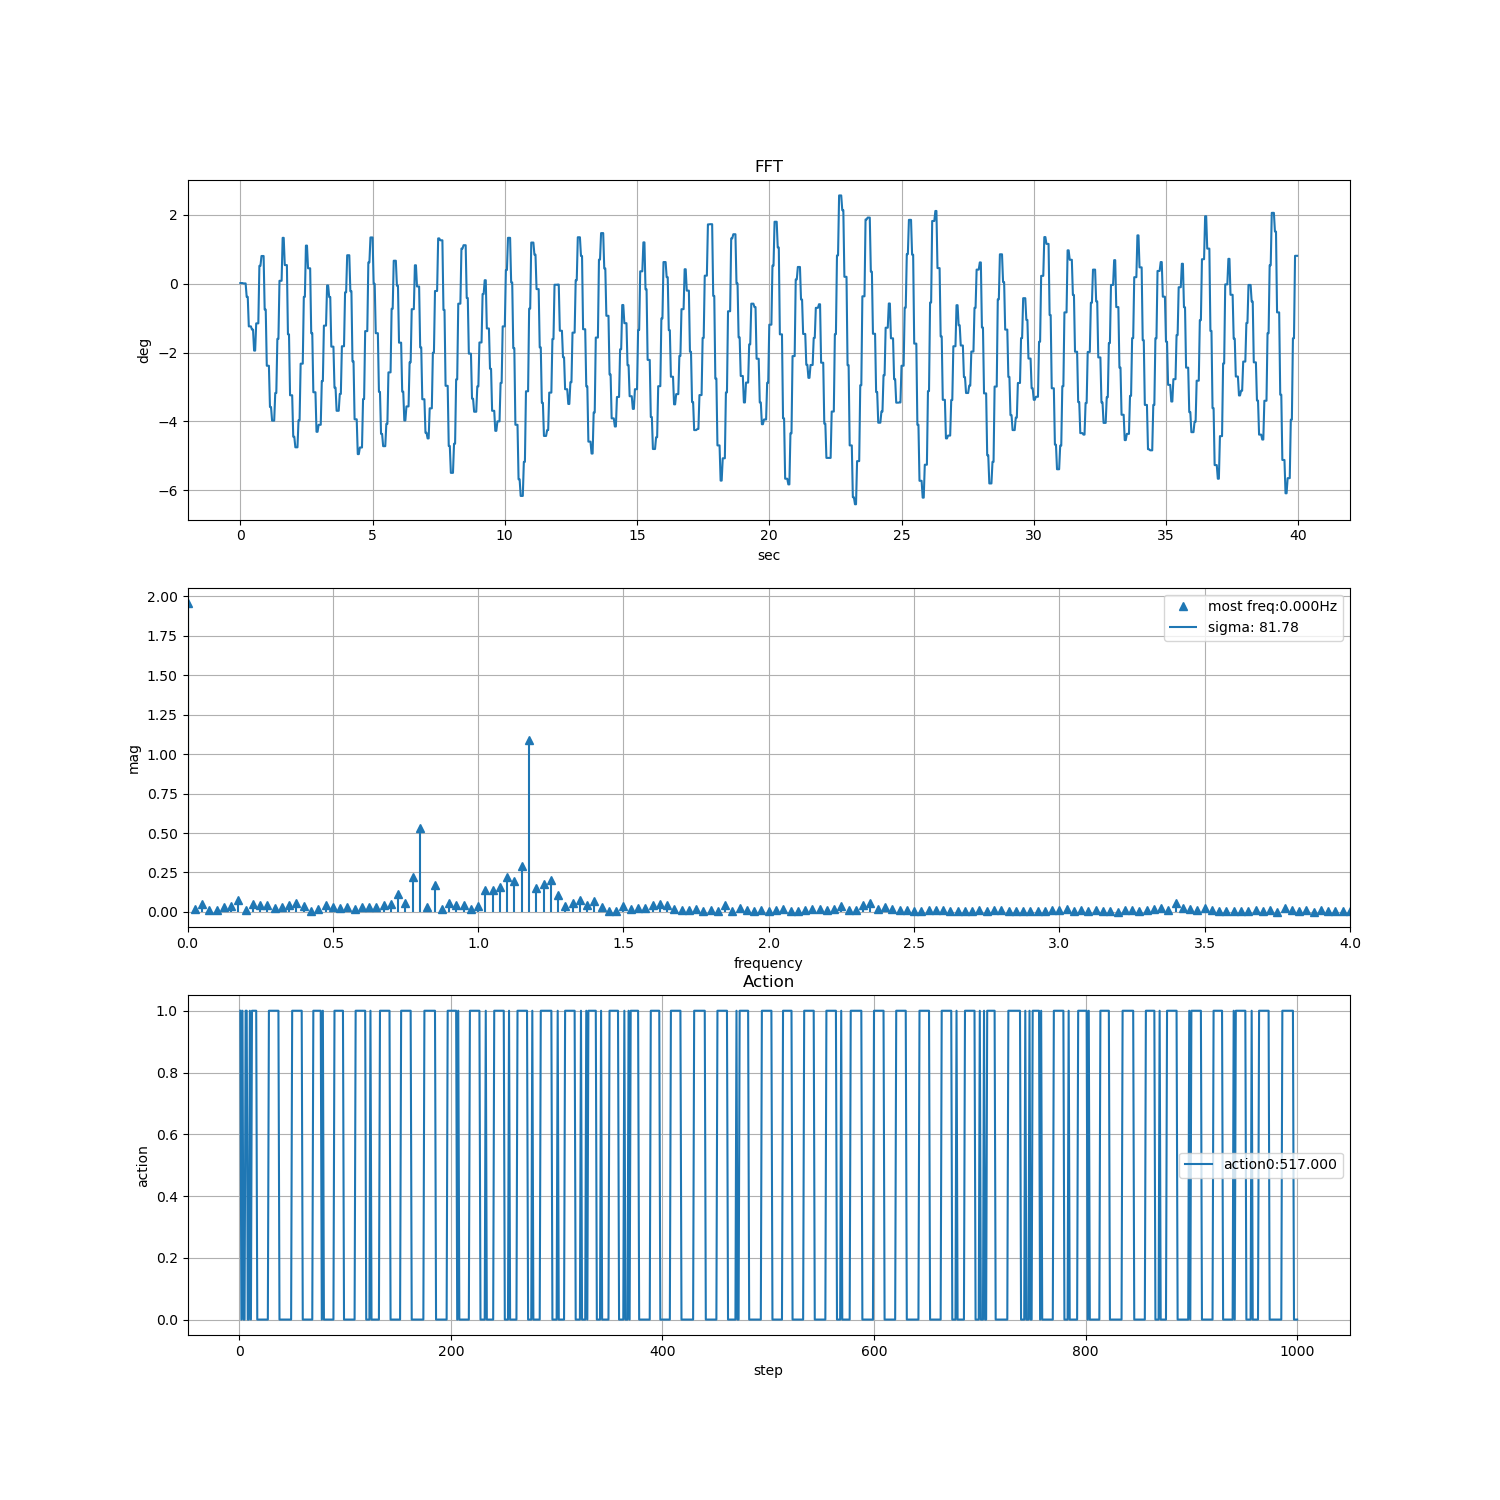 FFT
2
0
−2
−4
−6
deg
0 5 10 15 20 25 30 35 40
sec
2.00
1.75
1.50
1.25
1.00
0.75
0.50
0.25
0.00
mag
most freq:0.000Hz
sigma: 81.78
0.0 0.5 1.0 1.5 2.0 2.5 3.0 3.5 4.0
frequency
Action
1.0
0.8
0.6
0.4
0.2
0.0
action
action0:517.000
0 200 400 600 800 1000
step